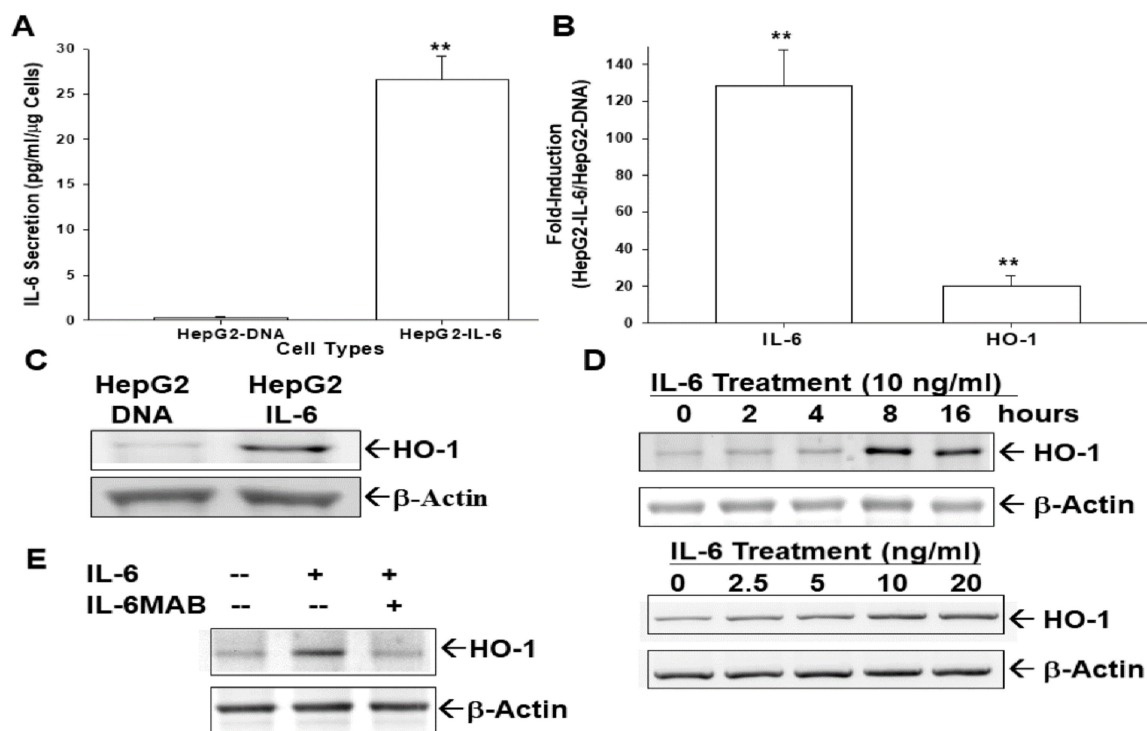 A
IL-6 Secretion (pg/ml/µg Cells)
30
25
20
15
10
5
0
**
HepG2-DNA
HepG2-IL-6
Cell Types
B
Fold-Induction
(HepG2-IL-6/HepG2-DNA)
140
120
100
80
60
40
20
0
**
**
IL-6
HO-1
C
HepG2 HepG2
DNA IL-6
←HO-1
←β-Actin
D
IL-6 Treatment (10 ng/ml)
0 2 4 8 16 hours
← HO-1
← β-Actin
IL-6 Treatment (ng/ml)
0 2.5 5 10 20
← HO-1
← β-Actin
E
IL-6 -- + +
IL-6MAB -- -- +
←HO-1
←β-Actin